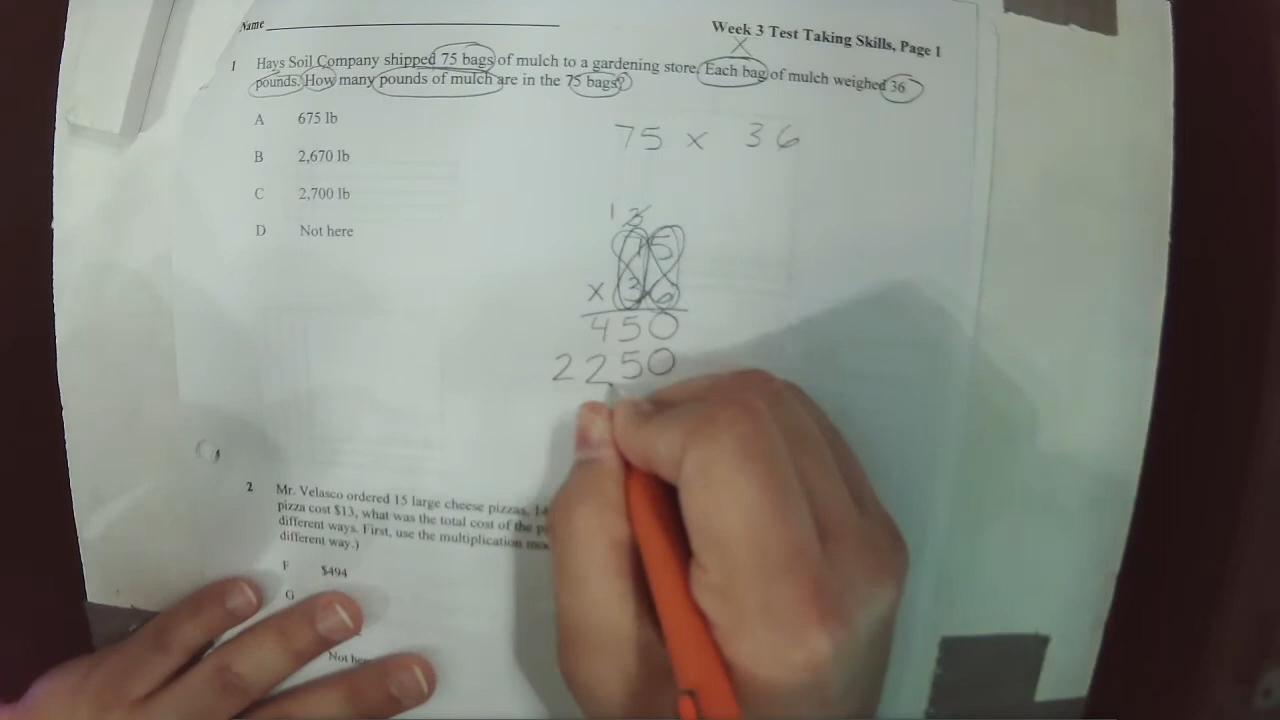 Name
Week 3 Test Taking Skills, Page 1
1 Hays Soil Company shipped 75 bags of mulch to a gardening store. Each bag of mulch weighed 36
pounds. How many pounds of mulch are in the 75 bags?
A 675 lb
B 2,670 lb
C 2,700 lb
D Not here
75 x 36
1 3
75
x 36
450
2250
2 Mr. Velasco ordered 15 large cheese pizzas, 14
pizza cost $13, what was the total cost of the
different ways. First, use the multiplication
different way.)
F $494
G
Not here